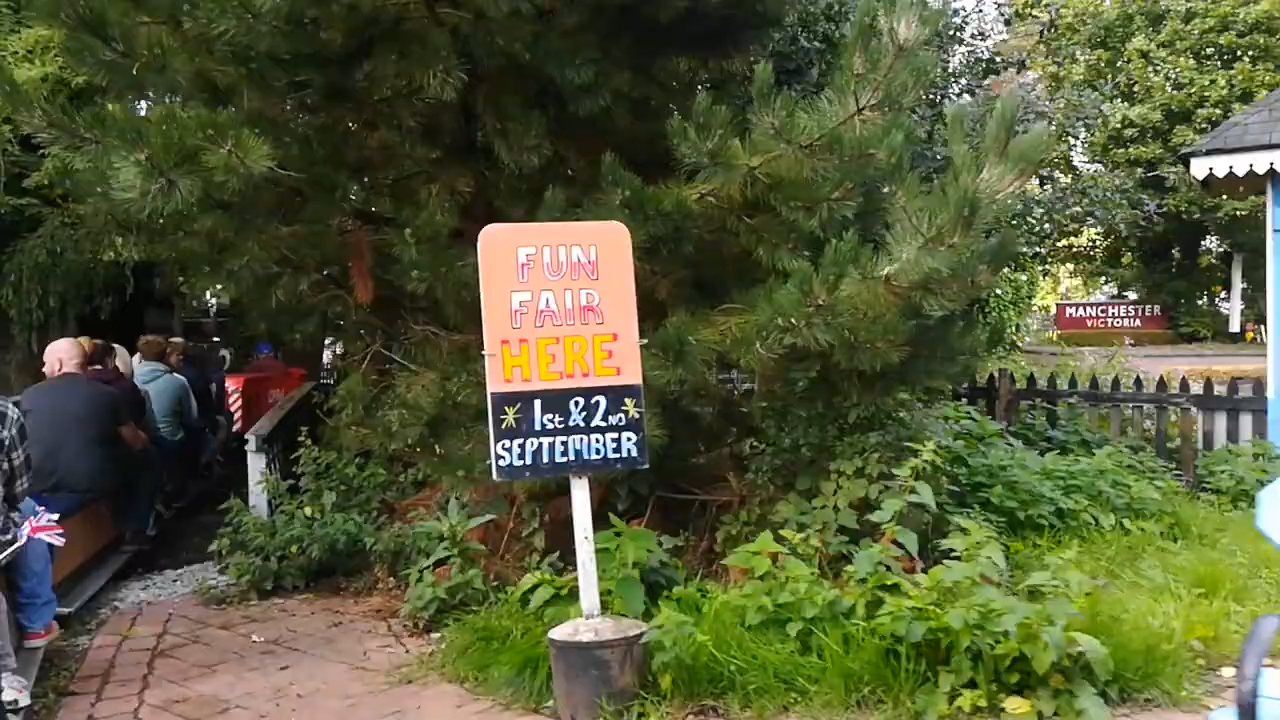 FUN
FAIR
HERE
* 1st & 2ND *
SEPTEMBER
MANCHESTER
VICTORIA